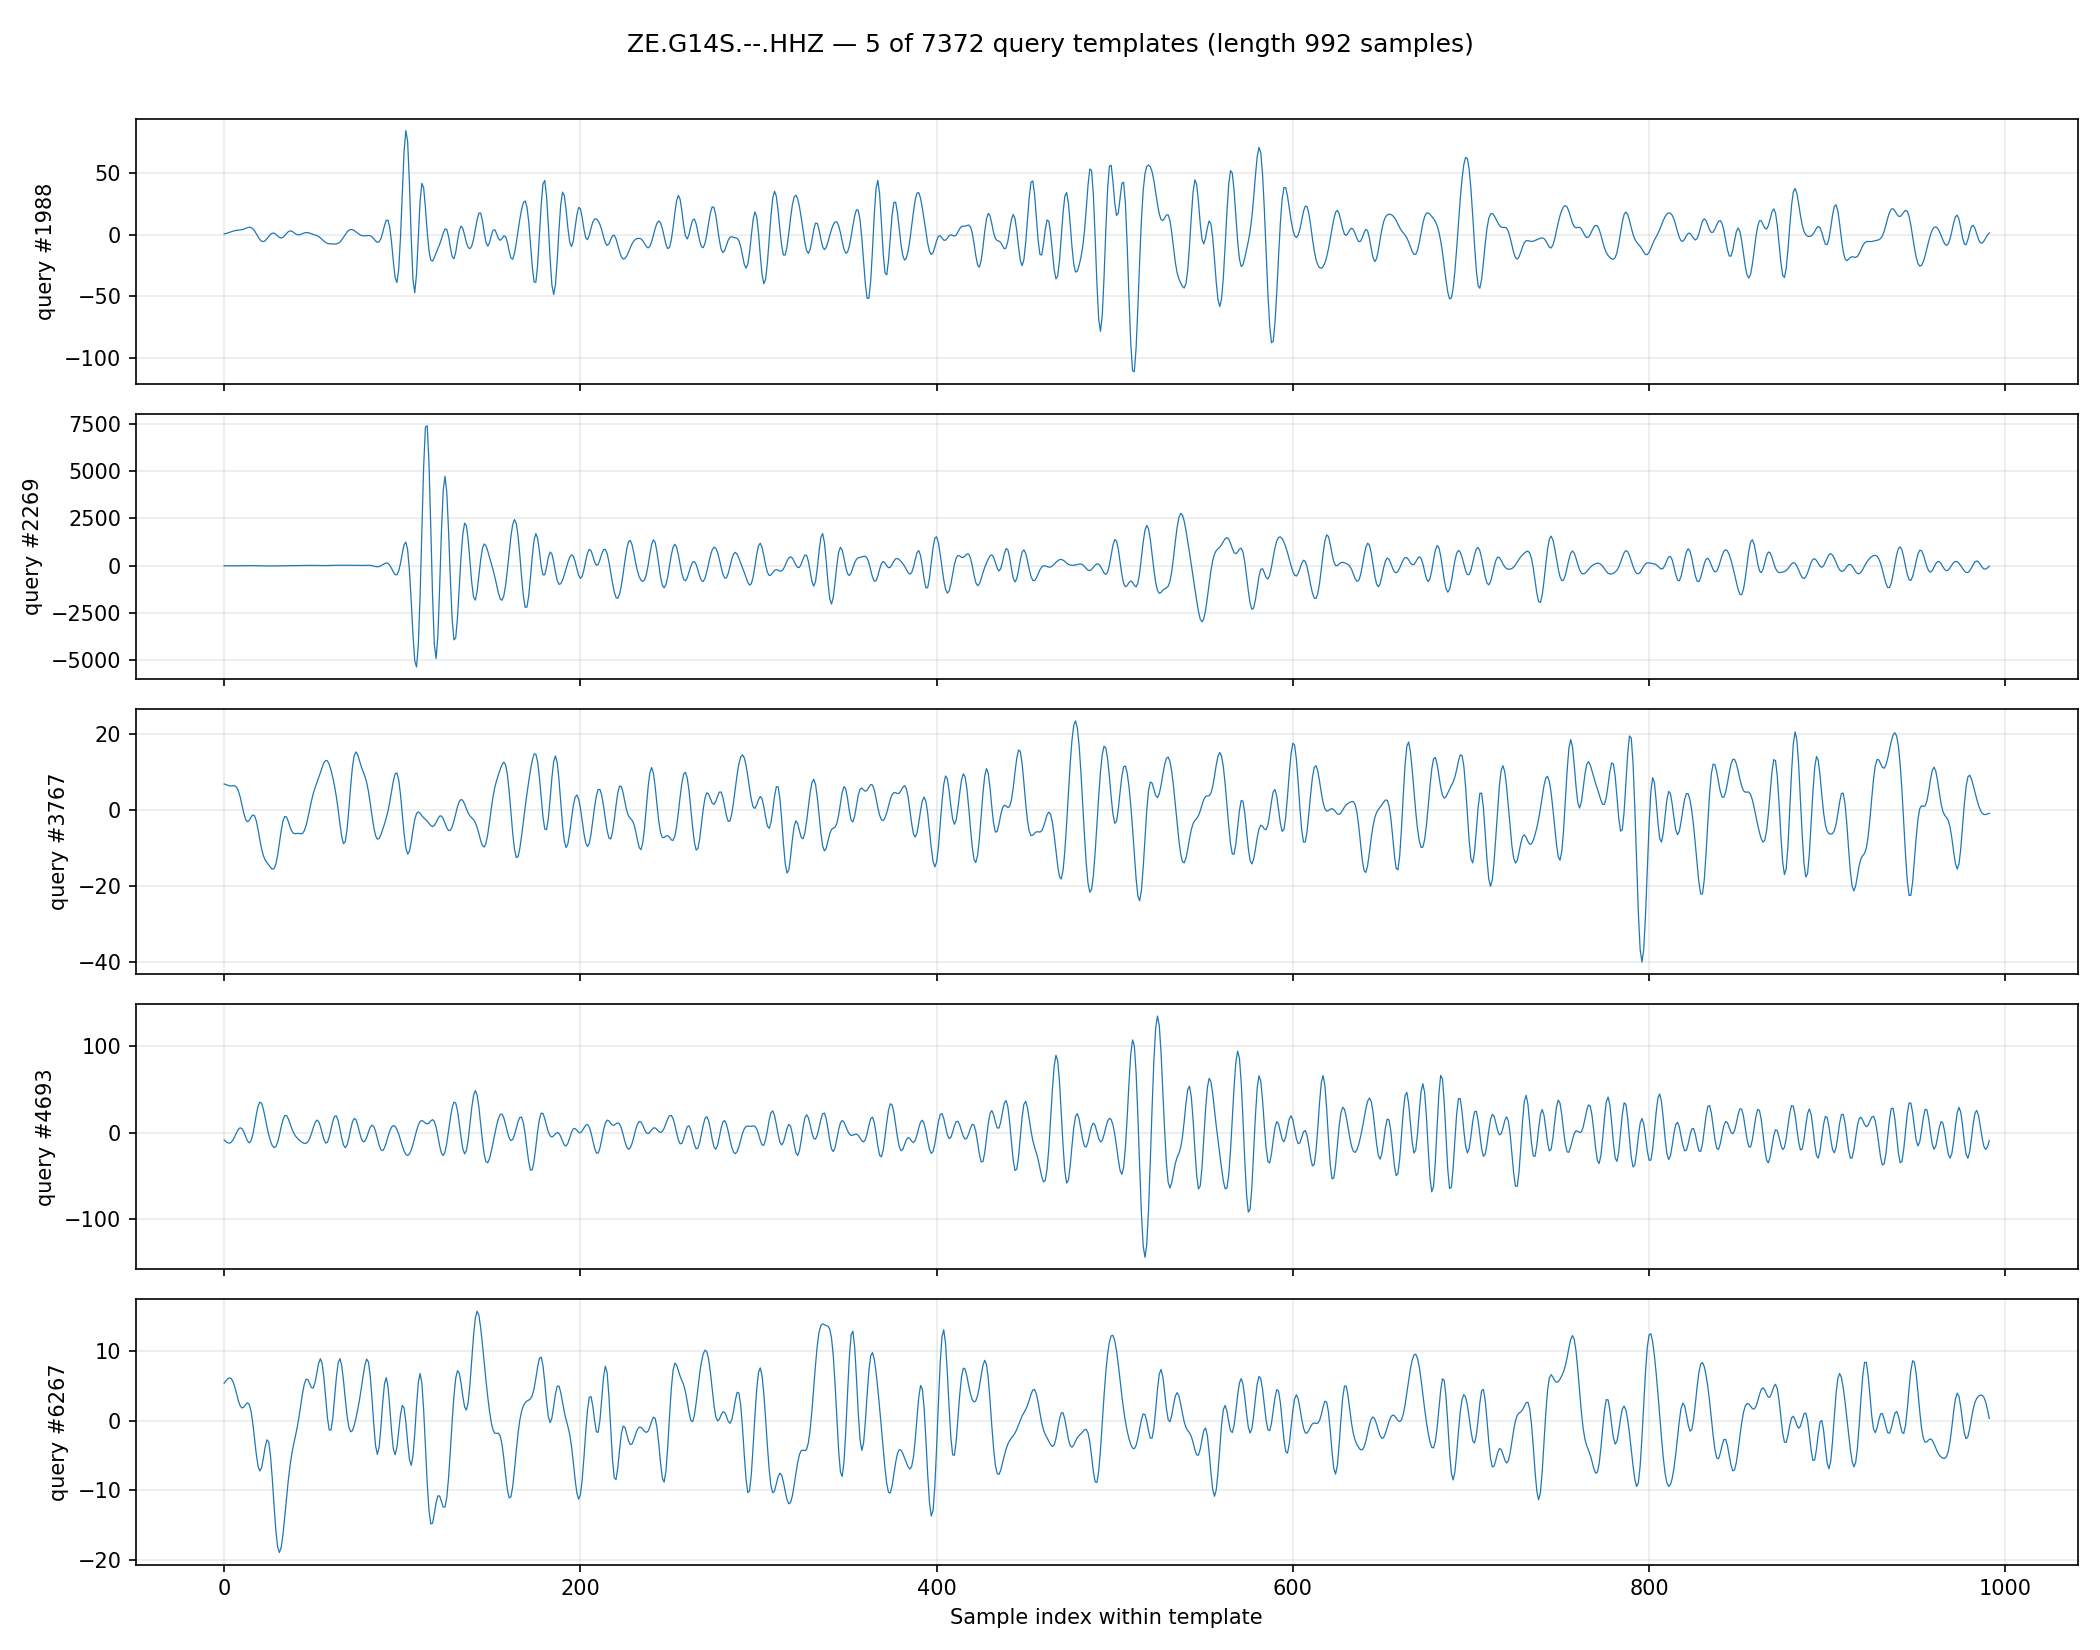 ZE.G14S.--.HHZ — 5 of 7372 query templates (length 992 samples)
query #1988
50
0
−50
−100
query #2269
7500
5000
2500
0
−2500
−5000
query #3767
20
0
−20
−40
query #4693
100
0
−100
query #6267
10
0
−10
−20
0 200 400 600 800 1000
Sample index within template